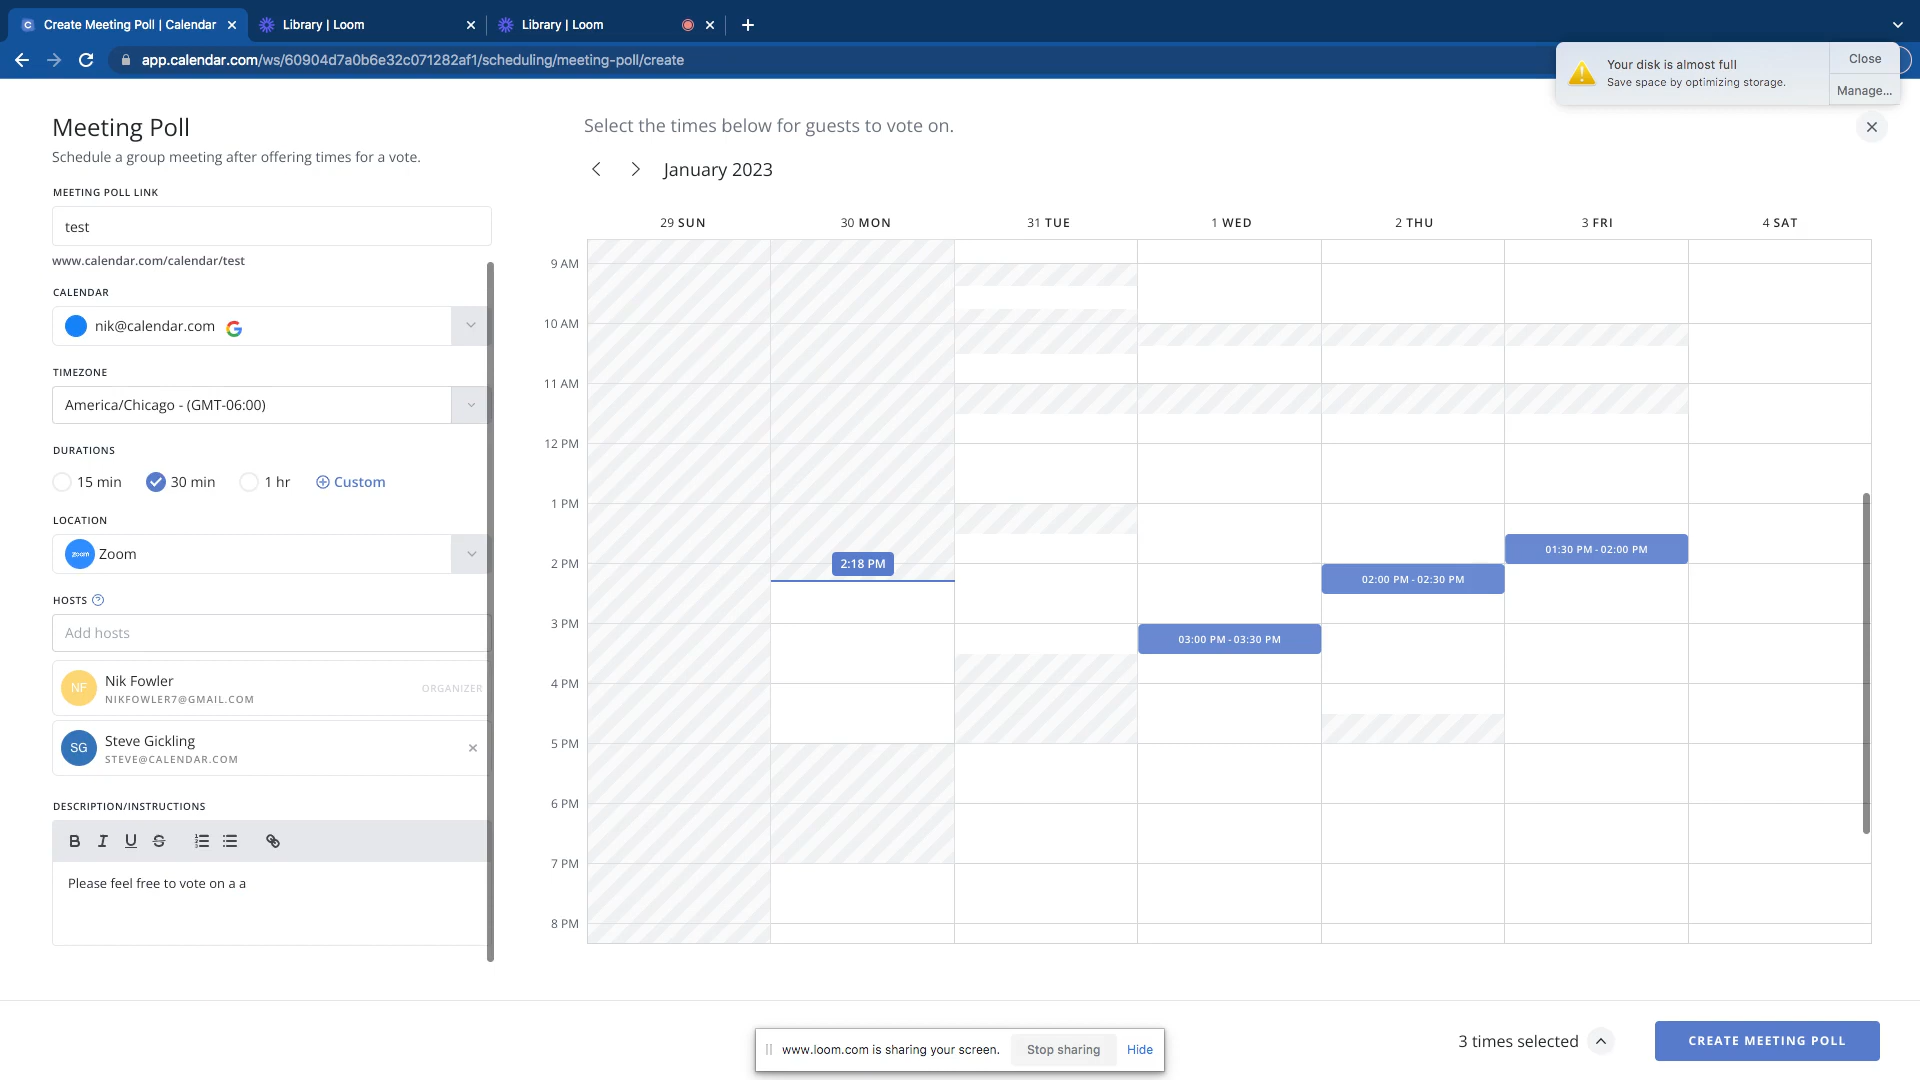 Create Meeting Poll | Calendar
Library | Loom
Library | Loom
app.calendar.com/ws/60904d7a0b6e32c071282af1/scheduling/meeting-poll/create
Your disk is almost full
Save space by optimizing storage.
Close
Manage...
Meeting Poll
Schedule a group meeting after offering times for a vote.
MEETING POLL LINK
test
www.calendar.com/calendar/test
CALENDAR
nik@calendar.com
TIMEZONE
America/Chicago - (GMT-06:00)
DURATIONS
15 min
30 min
1 hr
Custom
LOCATION
zoom
Zoom
HOSTS
Add hosts
NF
Nik Fowler
NIKFOWLER7@GMAIL.COM
ORGANIZER
SG
Steve Gickling
STEVE@CALENDAR.COM
DESCRIPTION/INSTRUCTIONS
B I U S
Please feel free to vote on a a
Select the times below for guests to vote on.
January 2023
29 SUN
30 MON
31 TUE
1 WED
2 THU
3 FRI
4 SAT
9 AM
10 AM
11 AM
12 PM
1 PM
2 PM
3 PM
4 PM
5 PM
6 PM
7 PM
8 PM
2:18 PM
03:00 PM - 03:30 PM
02:00 PM - 02:30 PM
01:30 PM - 02:00 PM
www.loom.com is sharing your screen.
Stop sharing
Hide
3 times selected
CREATE MEETING POLL